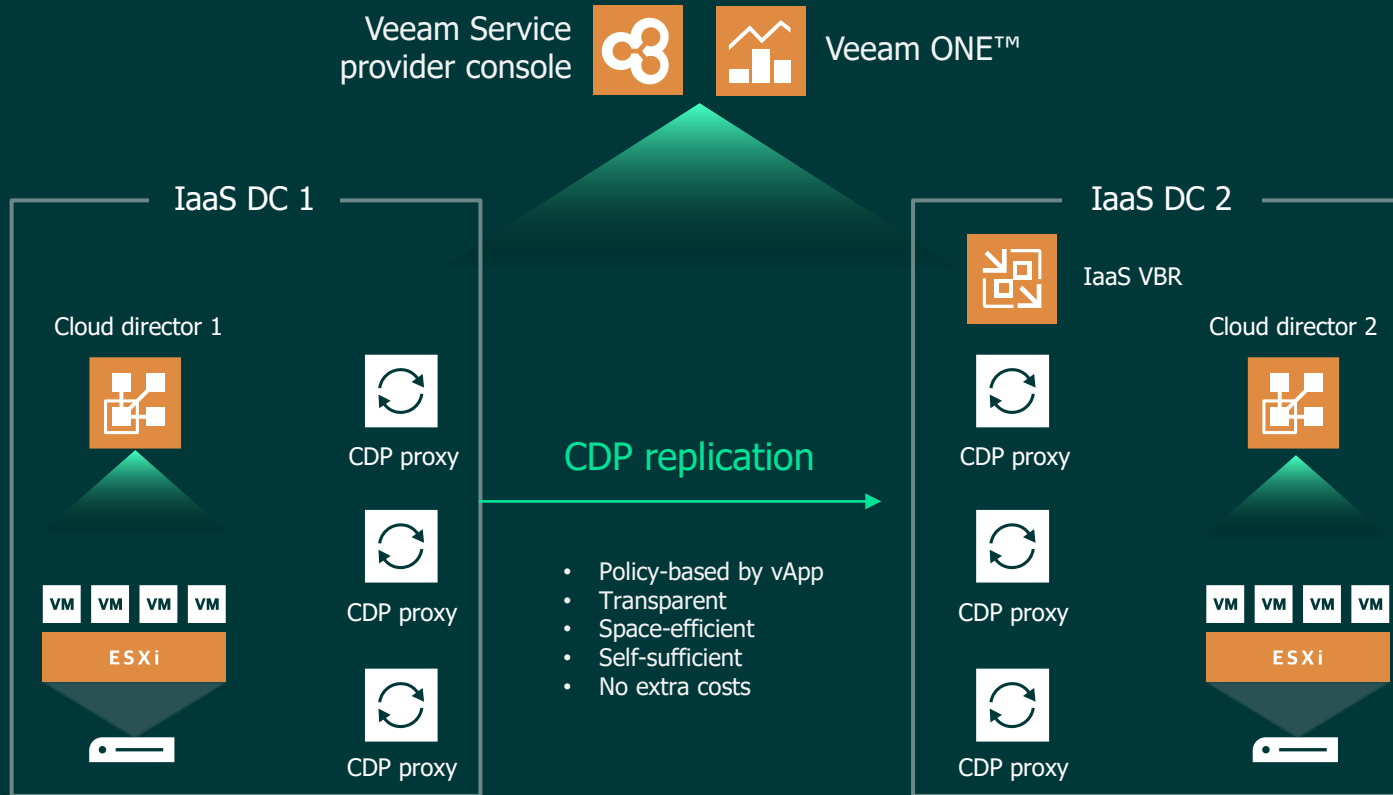 Veeam Service
provider console
Veeam ONE™
IaaS DC 1
Cloud director 1
CDP proxy
CDP proxy
CDP proxy
VM VM VM VM
ESXi
CDP replication
• Policy-based by vApp
• Transparent
• Space-efficient
• Self-sufficient
• No extra costs
IaaS DC 2
IaaS VBR
Cloud director 2
CDP proxy
CDP proxy
CDP proxy
VM VM VM VM
ESXi